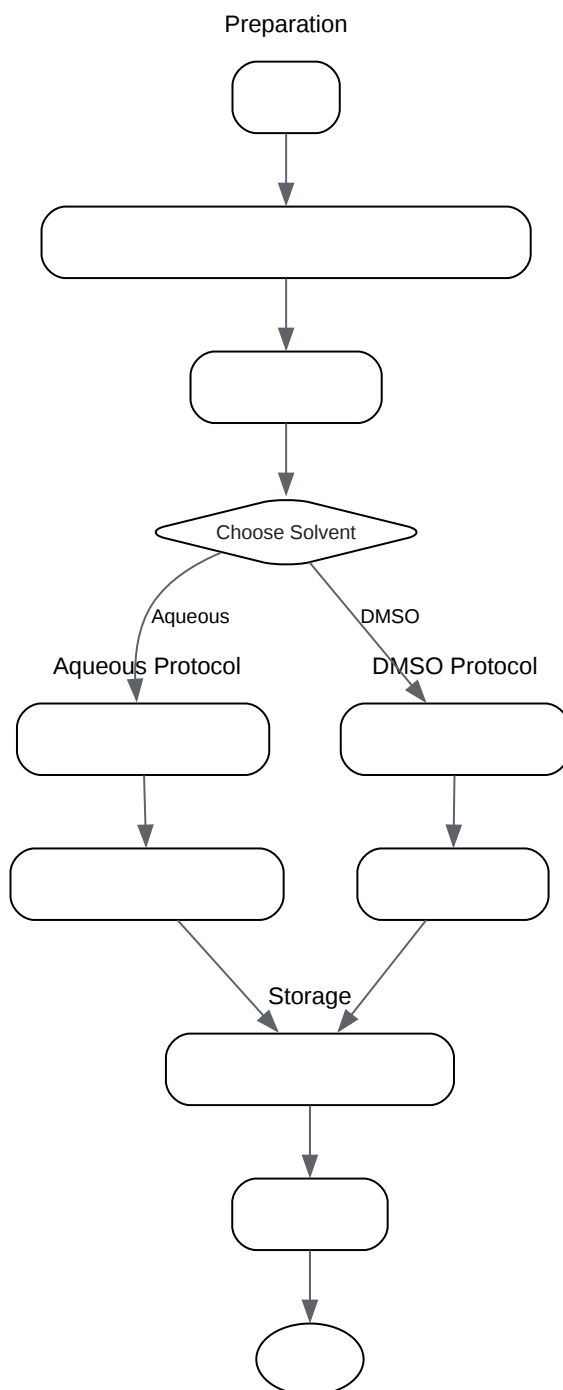 Preparation
Choose Solvent
Aqueous
DMSO
Aqueous Protocol
DMSO Protocol
Storage